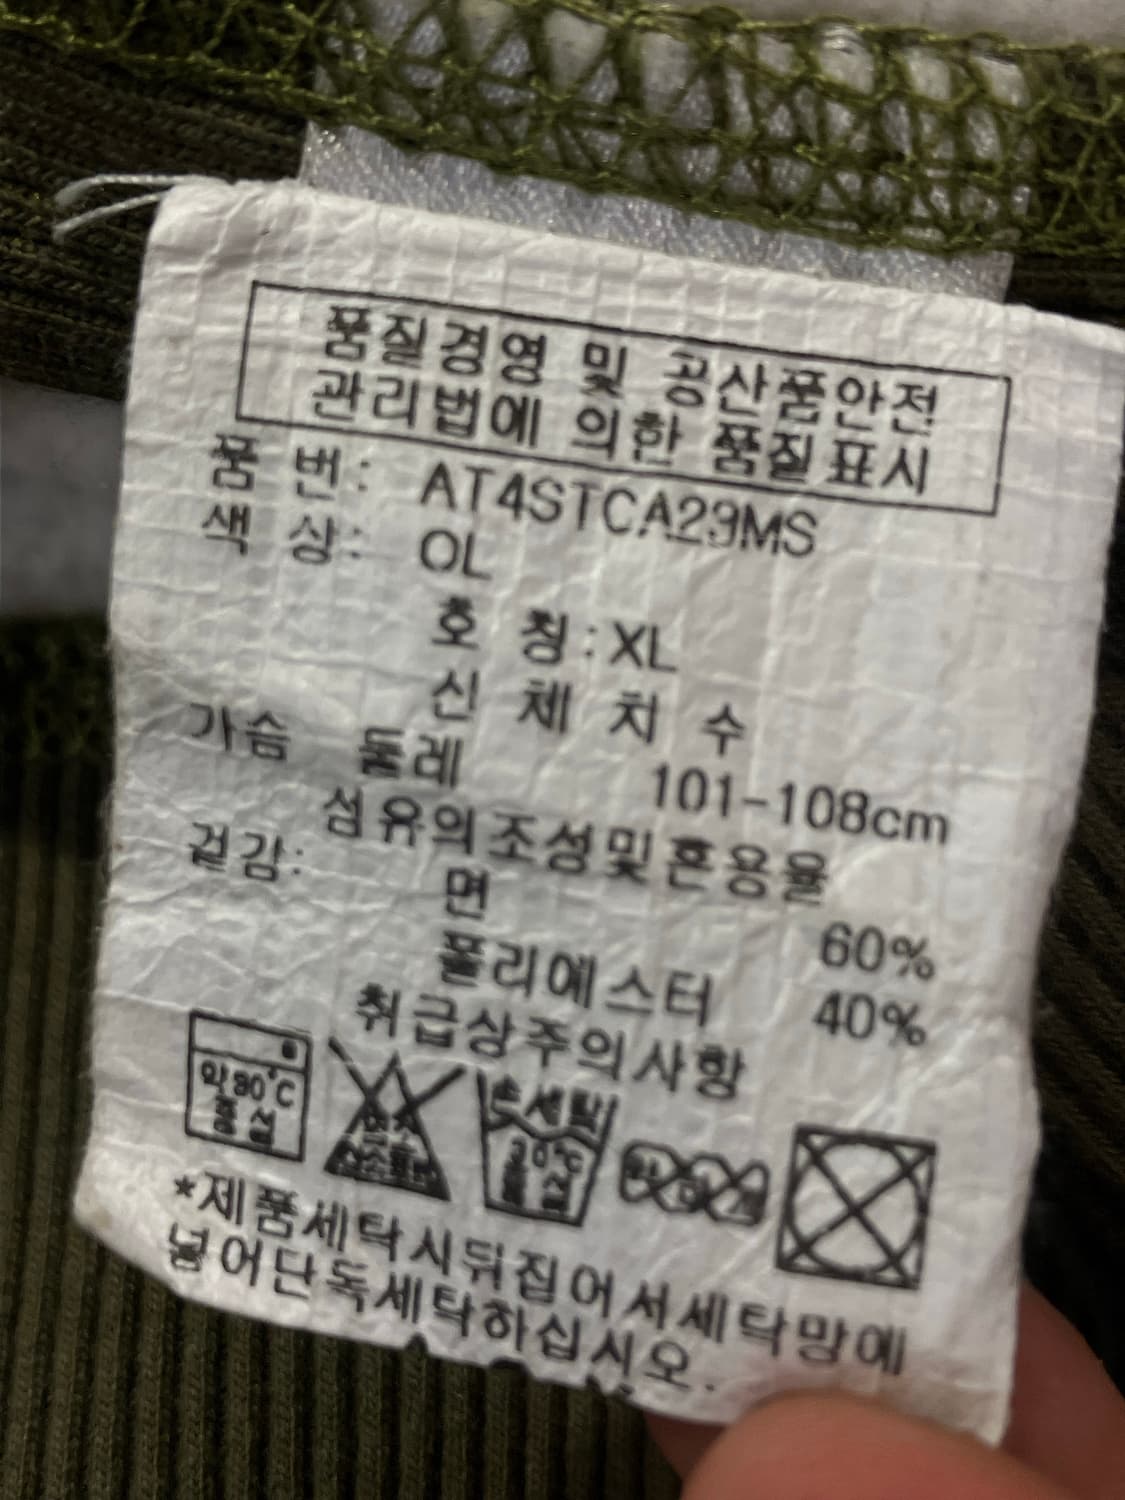 품질경영 및 공산품안전
관리법에 의한 품질표시
품 번: AT4STCA29MS
색 상: OL
호 칭:XL
신 체 치 수
가슴 둘레 101-108cm
섬유의조성및혼용율
겉감:
면 60%
폴리에스터 40%
취급상주의사항
약30℃
중성
손세탁
30℃
중성
*제품세탁시뒤집어서세탁망에
넣어단독세탁하십시오.